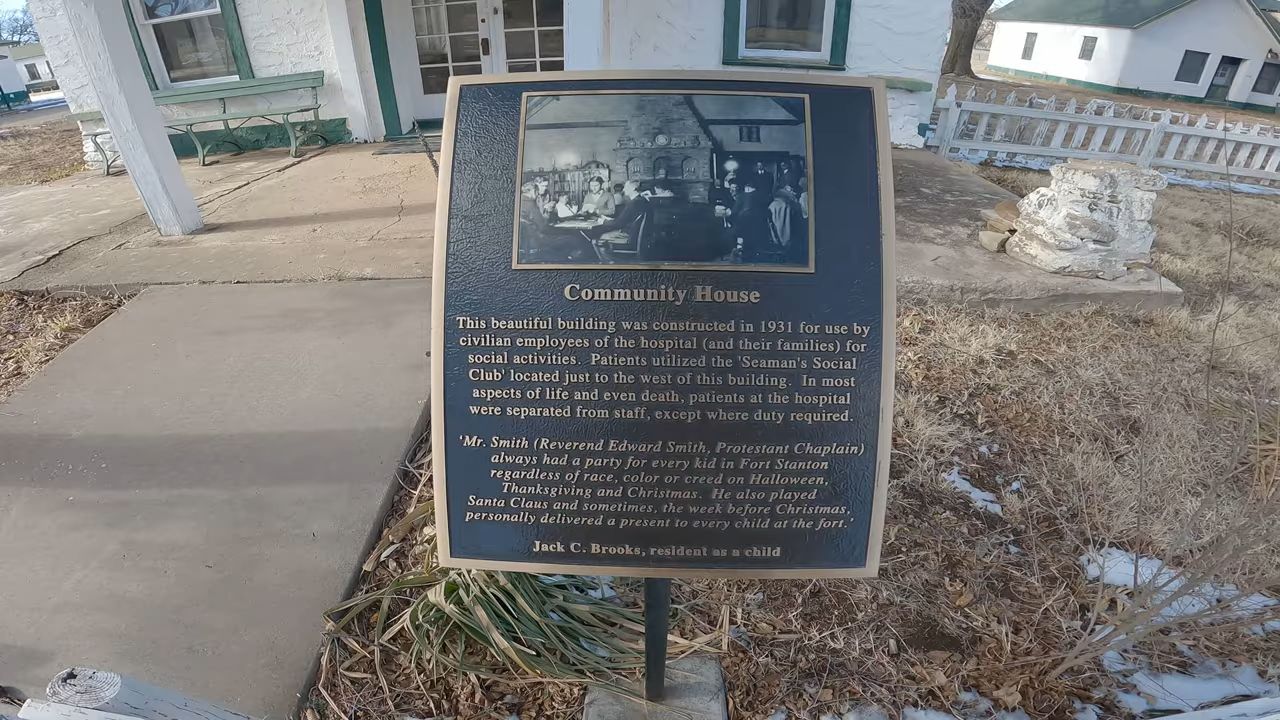 Community House
This beautiful building was constructed in 1931 for use by
civilian employees of the hospital (and their families) for
social activities. Patients utilized the 'Seaman's Social
Club' located just to the west of this building. In most
aspects of life and even death, patients at the hospital
were separated from staff, except where duty required.
'Mr. Smith (Reverend Edward Smith, Protestant Chaplain)
always had a party for every kid in Fort Stanton
regardless of race, color or creed on Halloween,
Thanksgiving and Christmas. He also played
Santa Claus and sometimes, the week before Christmas,
personally delivered a present to every child at the fort.'
Jack C. Brooks, resident as a child